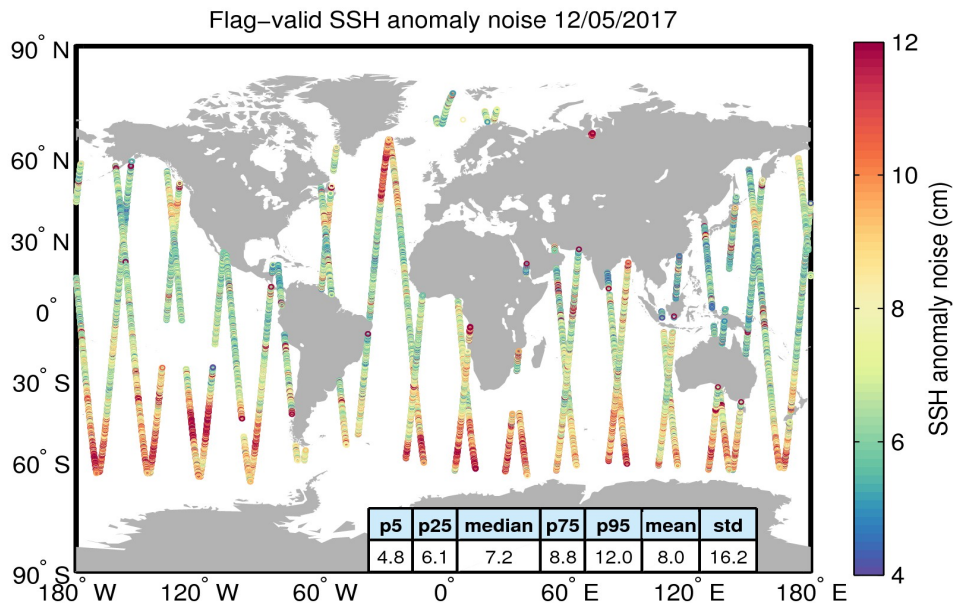 Flag−valid SSH anomaly noise 12/05/2017
90° N
60° N
30° N
0°
30° S
60° S
90° S
180° W
120° W
60° W
0°
60° E
120° E
180° E
p5 p25 median p75 p95 mean std
4.8 6.1 7.2 8.8 12.0 8.0 16.2
12
10
8
6
4
SSH anomaly noise (cm)